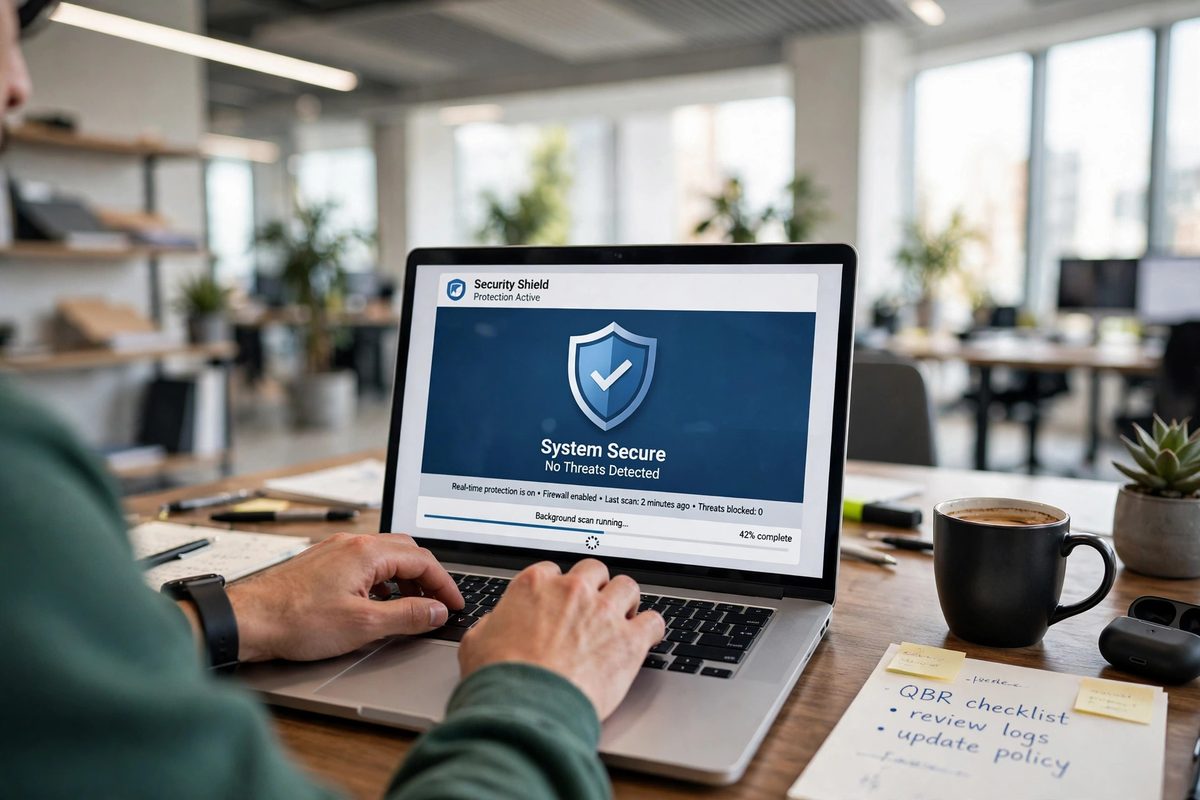 Security Shield
Protection Active
System Secure
No Threats Detected
Real-time protection is on • Firewall enabled • Last scan: 2 minutes ago • Threats blocked: 0
Background scan running...
42% complete
QBR checklist
• review logs
• update policy